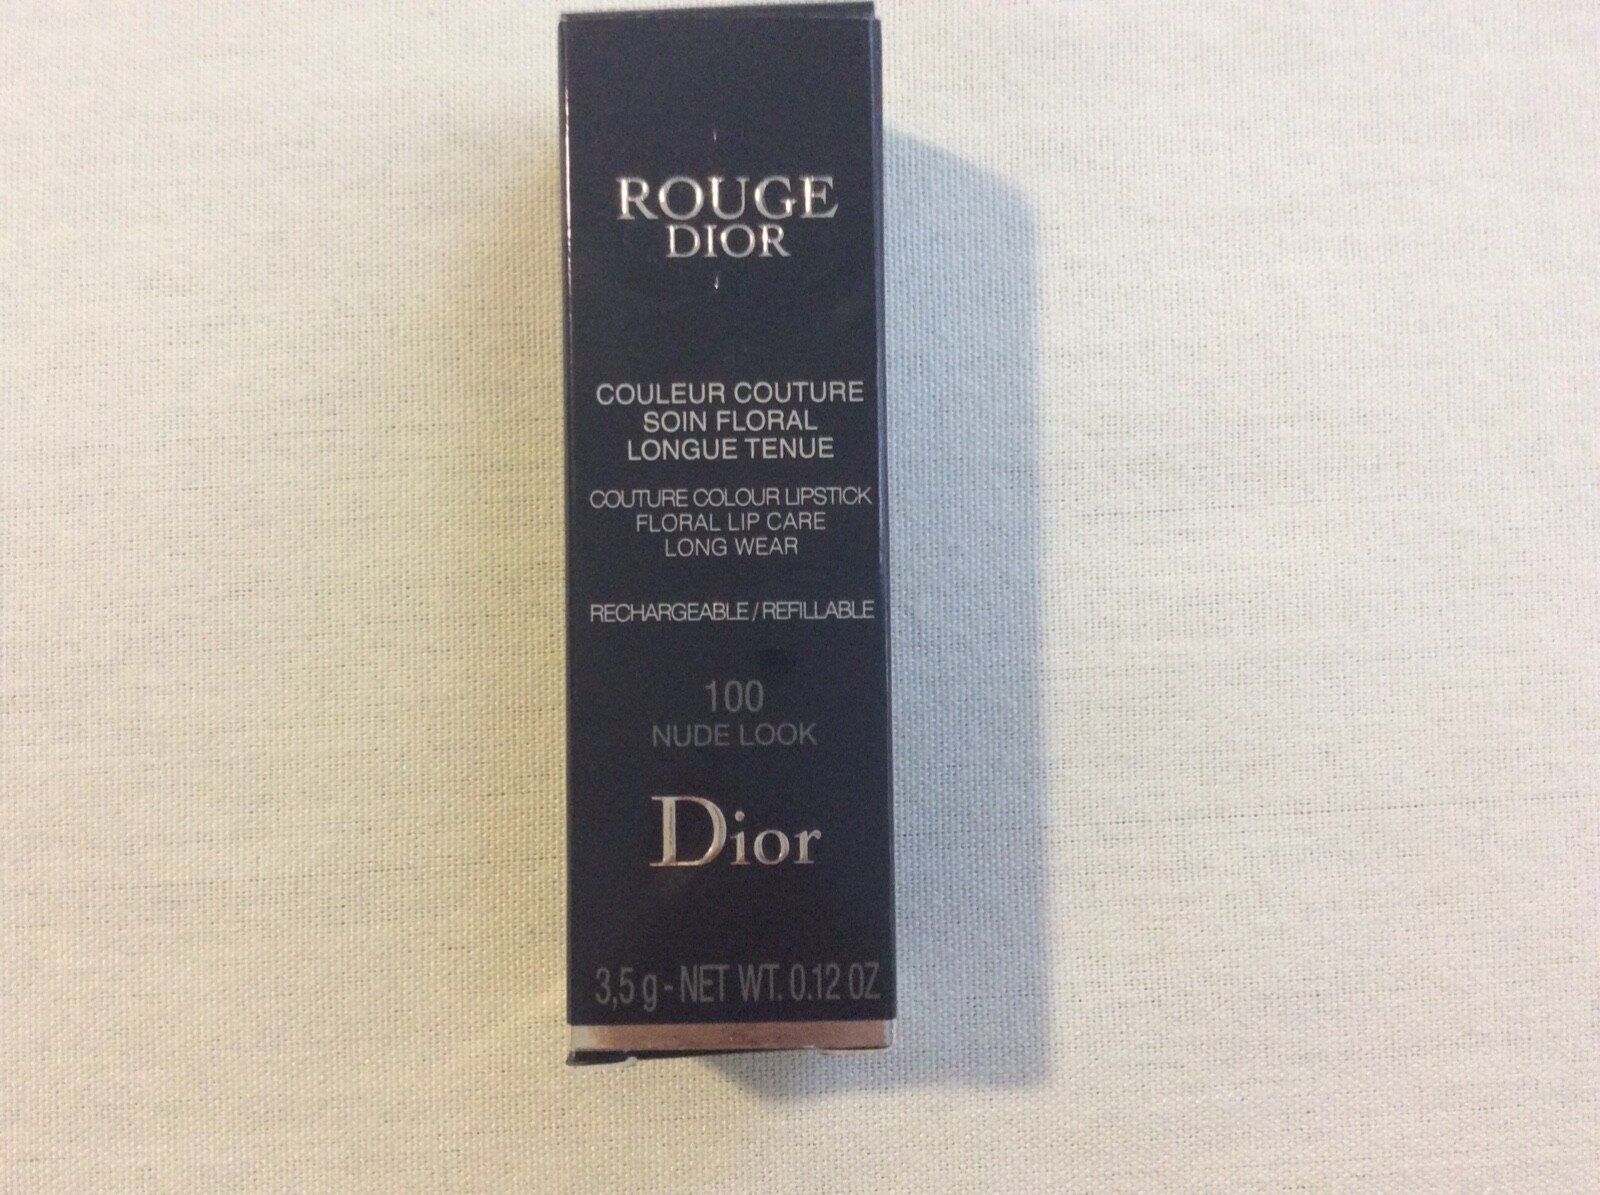 ROUGE
DIOR
COULEUR COUTURE
SOIN FLORAL
LONGUE TENUE
COUTURE COLOUR LIPSTICK
FLORAL LIP CARE
LONG WEAR
RECHARGEABLE / REFILLABLE
100
NUDE LOOK
Dior
3,5 g - NET WT. 0.12 OZ